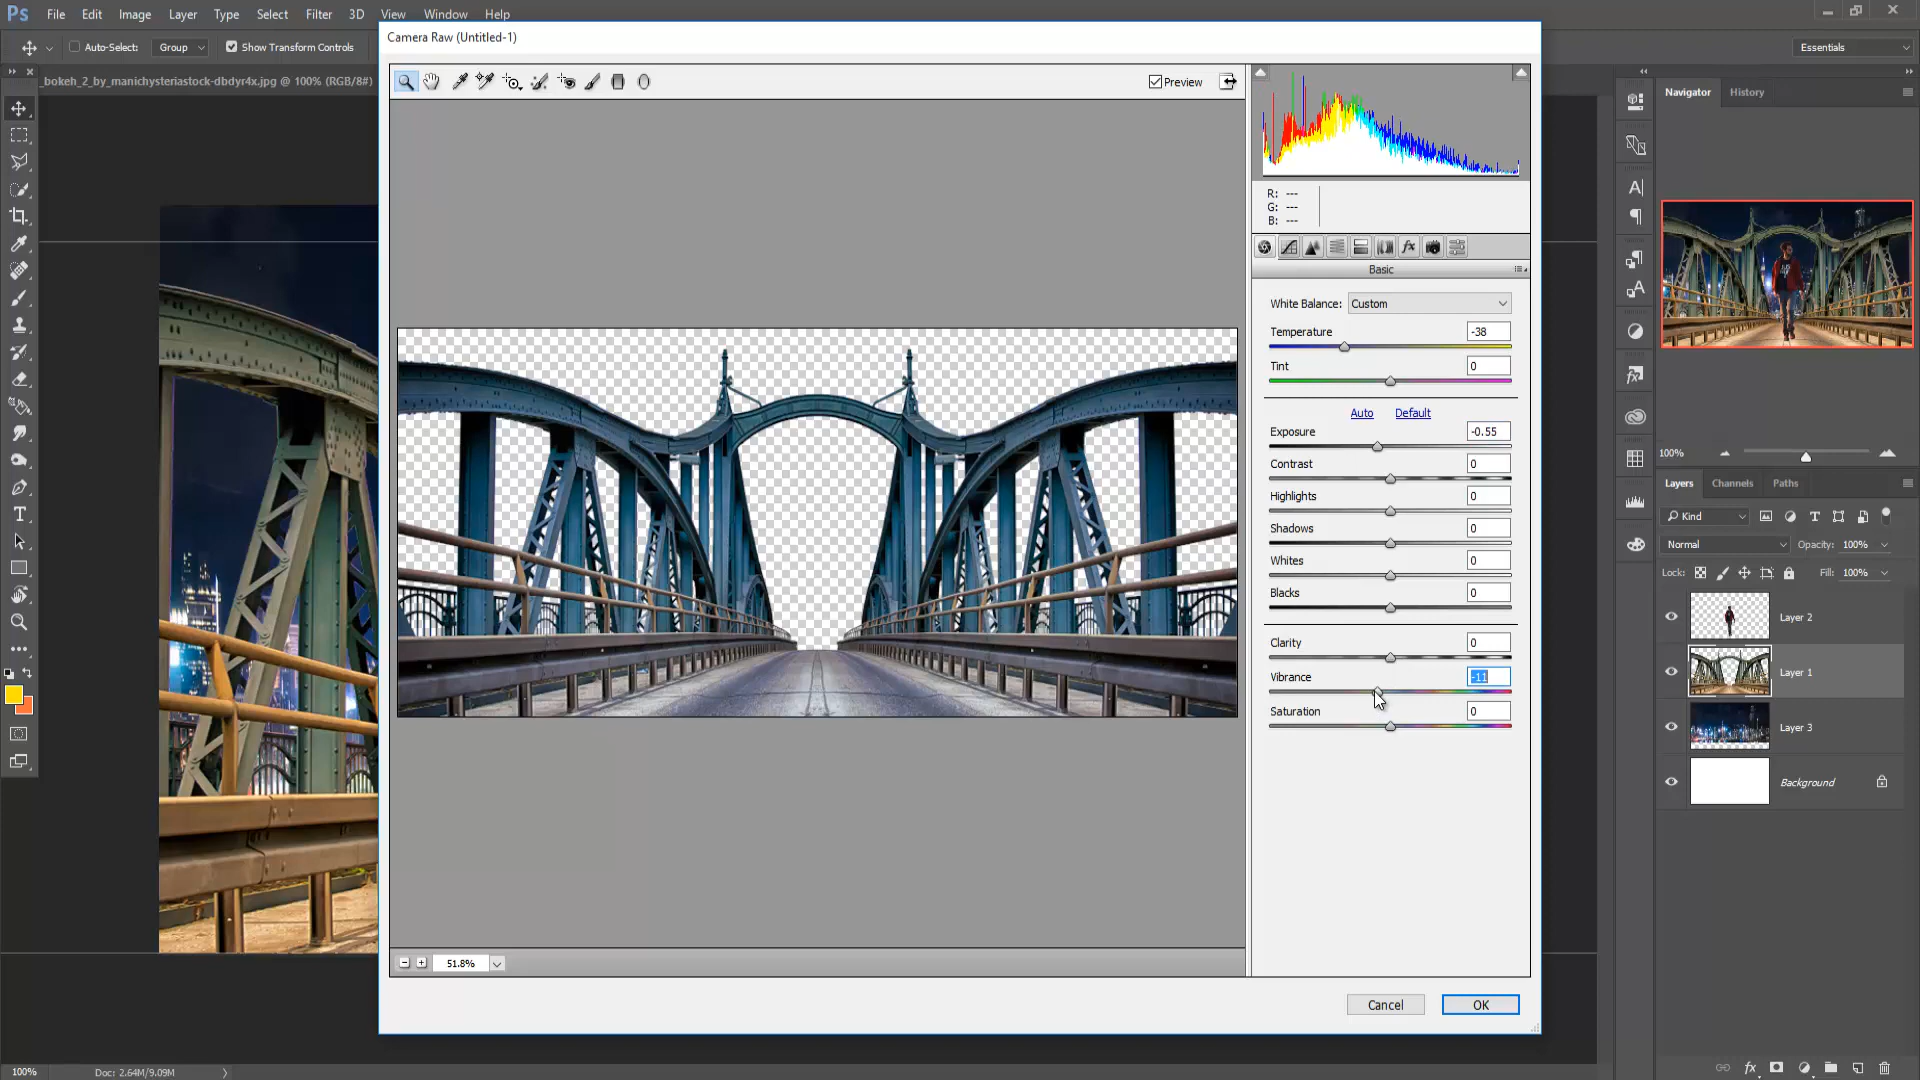 Ps File Edit Image Layer Type Select Filter 3D View Window Help
Camera Raw (Untitled-1)
Auto-Select: Group Show Transform Controls
Essentials
_bokeh_2_by_manichysteriastock-dbdyr4x.jpg @ 100% (RGB/8#)
Preview
Navigator History
R: ---
G: ---
B: ---
Basic
White Balance: Custom
Temperature -38
Tint 0
Auto Default
Exposure -0.55
Contrast 0
Highlights 0
Shadows 0
Whites 0
Blacks 0
Clarity 0
Vibrance -11
Saturation 0
100%
Layers Channels Paths
Kind
Normal Opacity: 100%
Lock: Fill: 100%
Layer 2
Layer 1
Layer 3
Background
51.8%
Cancel OK
100% Doc: 2.64M/9.09M